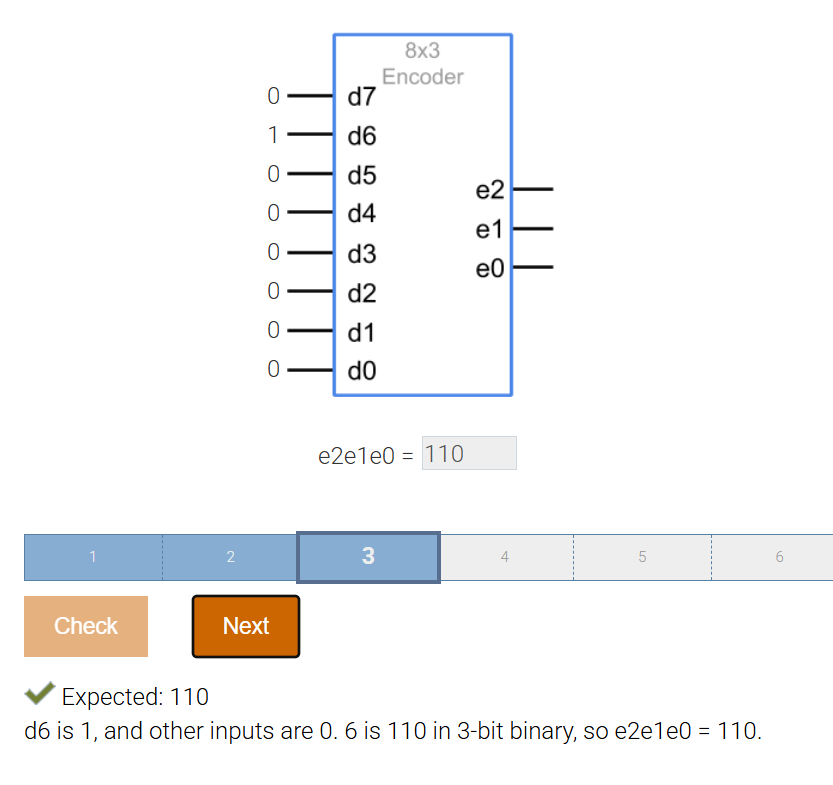 8x3
Encoder
0 d7
1 d6
0 d5
0 d4
0 d3
0 d2
0 d1
0 d0
e2
e1
e0
e2e1e0 = 110
1 2 3 4 5 6
Check Next
Expected: 110
d6 is 1, and other inputs are 0. 6 is 110 in 3-bit binary, so e2e1e0 = 110.